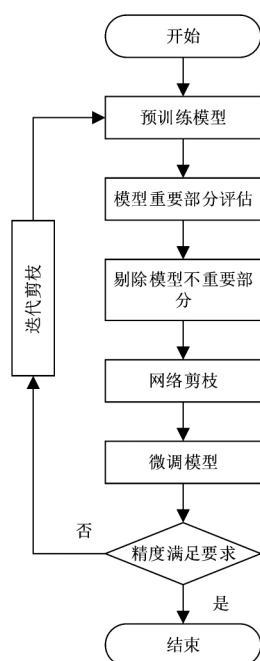 开始
预训练模型
模型重要部分评估
剔除模型不重要部
分
迭代剪枝
网络剪枝
微调模型
否
精度满足要求
是
结束